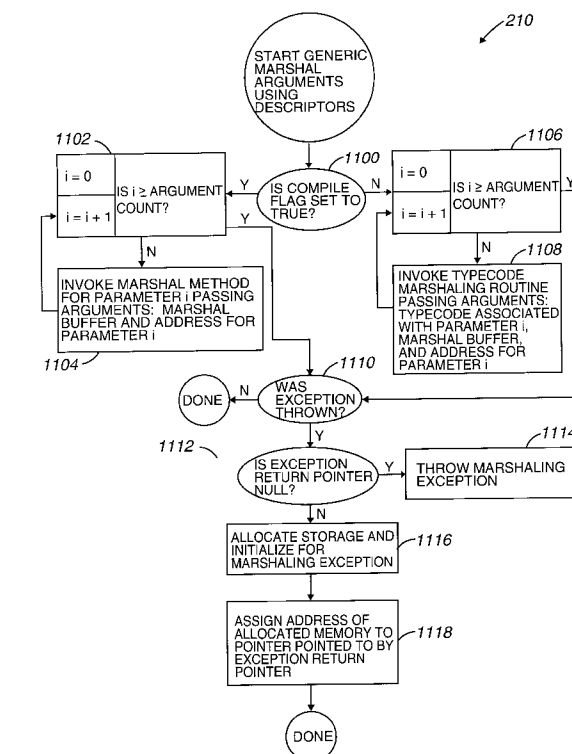 210
START GENERIC
MARSHAL
ARGUMENTS
USING
DESCRIPTORS
1102
i = 0
i = i + 1
IS i ≥ ARGUMENT
COUNT?
Y
Y
N
1100
IS COMPILE
FLAG SET TO
TRUE?
N
1106
i = 0
i = i + 1
IS i ≥ ARGUMENT
COUNT?
Y
N
INVOKE MARSHAL METHOD
FOR PARAMETER i PASSING
ARGUMENTS: MARSHAL
BUFFER AND ADDRESS FOR
PARAMETER i
1104
1108
INVOKE TYPECODE
MARSHALING ROUTINE
PASSING ARGUMENTS:
TYPECODE ASSOCIATED
WITH PARAMETER i,
MARSHAL BUFFER,
AND ADDRESS FOR
PARAMETER i
1110
WAS
EXCEPTION
THROWN?
N
DONE
Y
1112
IS EXCEPTION
RETURN POINTER
NULL?
Y
1114
THROW MARSHALING
EXCEPTION
N
ALLOCATE STORAGE AND
INITIALIZE FOR
MARSHALING EXCEPTION
1116
ASSIGN ADDRESS OF
ALLOCATED MEMORY TO
POINTER POINTED TO BY
EXCEPTION RETURN
POINTER
1118
DONE